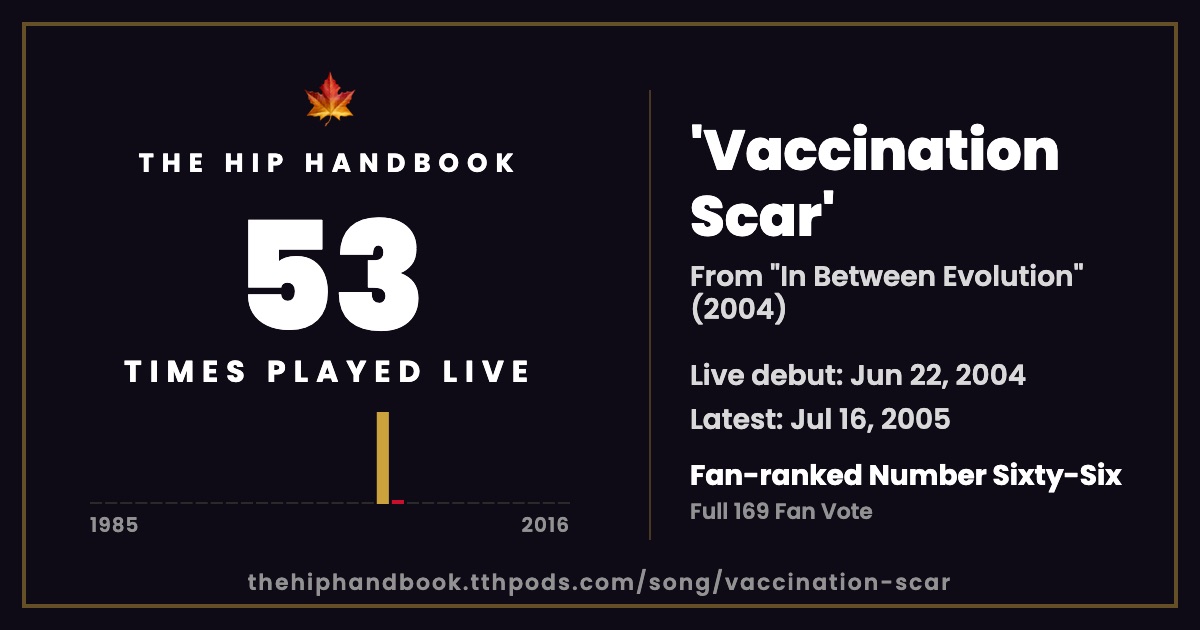 THE HIP HANDBOOK
53
TIMES PLAYED LIVE
1985
2016
'Vaccination
Scar'
From "In Between Evolution"
(2004)
Live debut: Jun 22, 2004
Latest: Jul 16, 2005
Fan-ranked Number Sixty-Six
Full 169 Fan Vote
thehiphandbook.tthpods.com/song/vaccination-scar